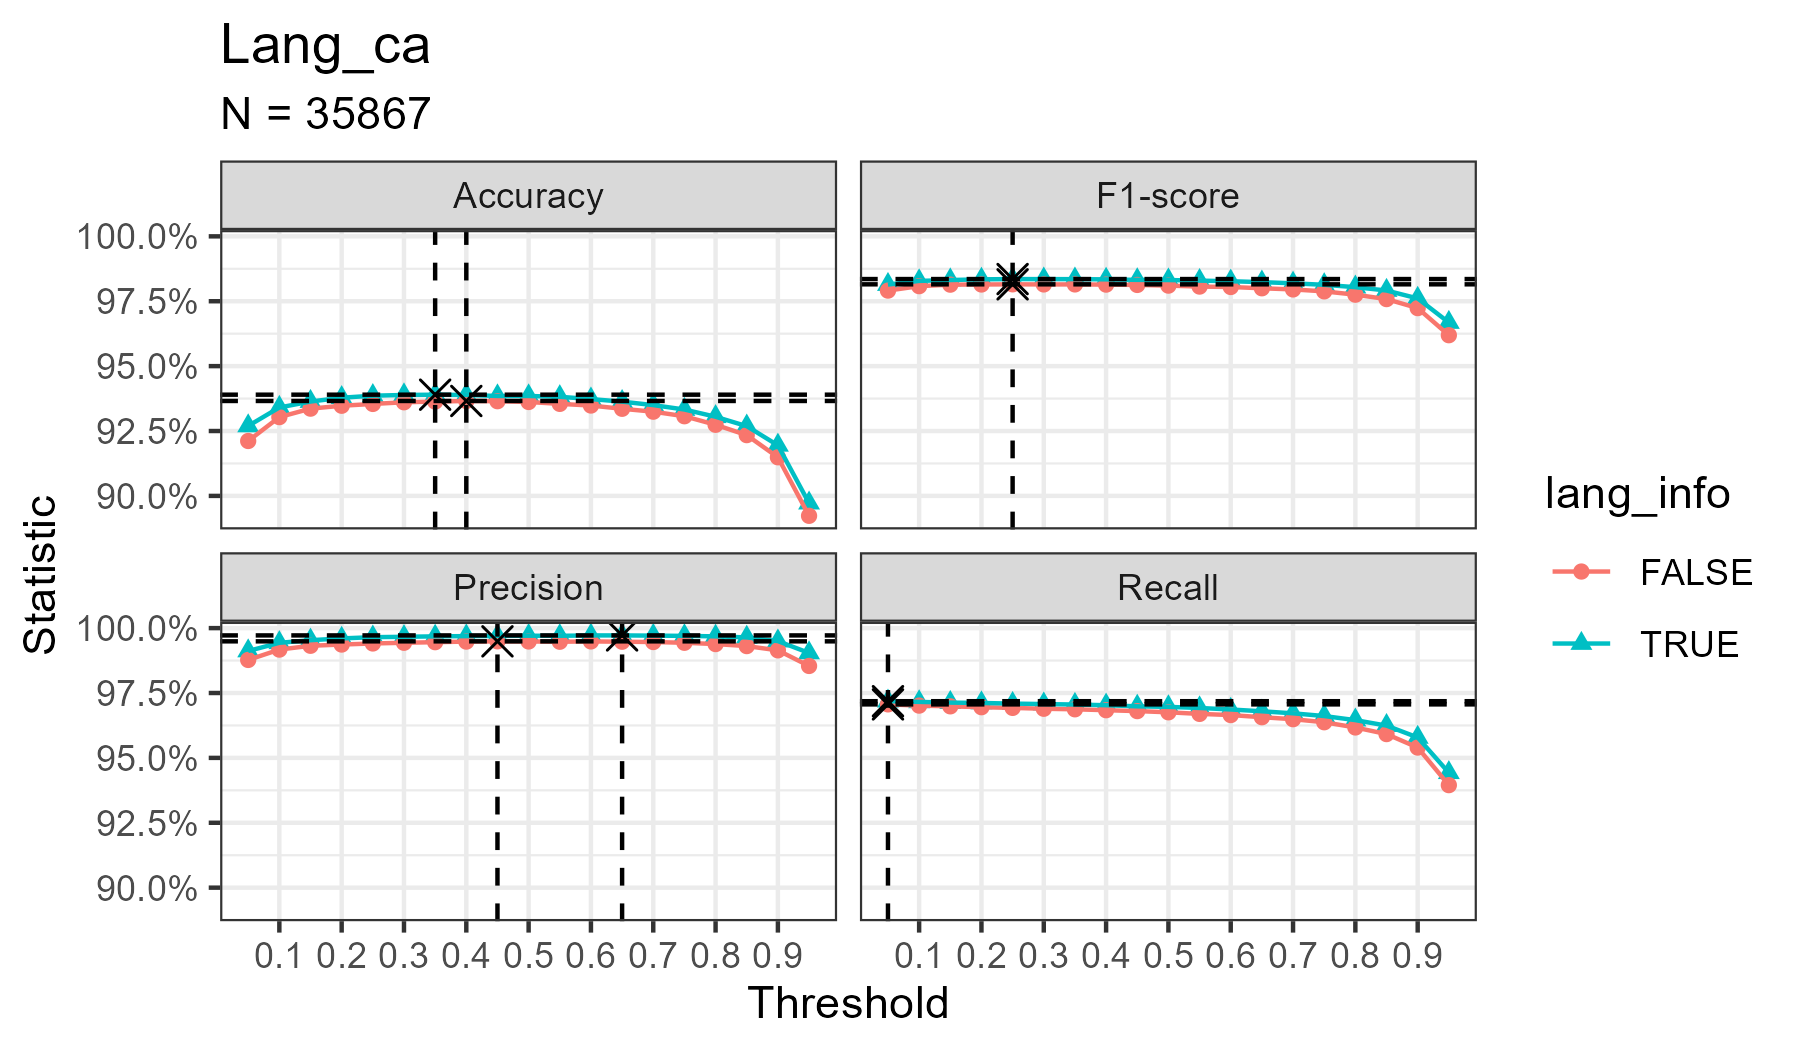 Lang_ca
N = 35867
Accuracy
F1-score
100.0%
97.5%
95.0%
92.5%
90.0%
Statistic
Precision
Recall
100.0%
97.5%
95.0%
92.5%
90.0%
0.1 0.2 0.3 0.4 0.5 0.6 0.7 0.8 0.9
0.1 0.2 0.3 0.4 0.5 0.6 0.7 0.8 0.9
Threshold
lang_info
FALSE
TRUE